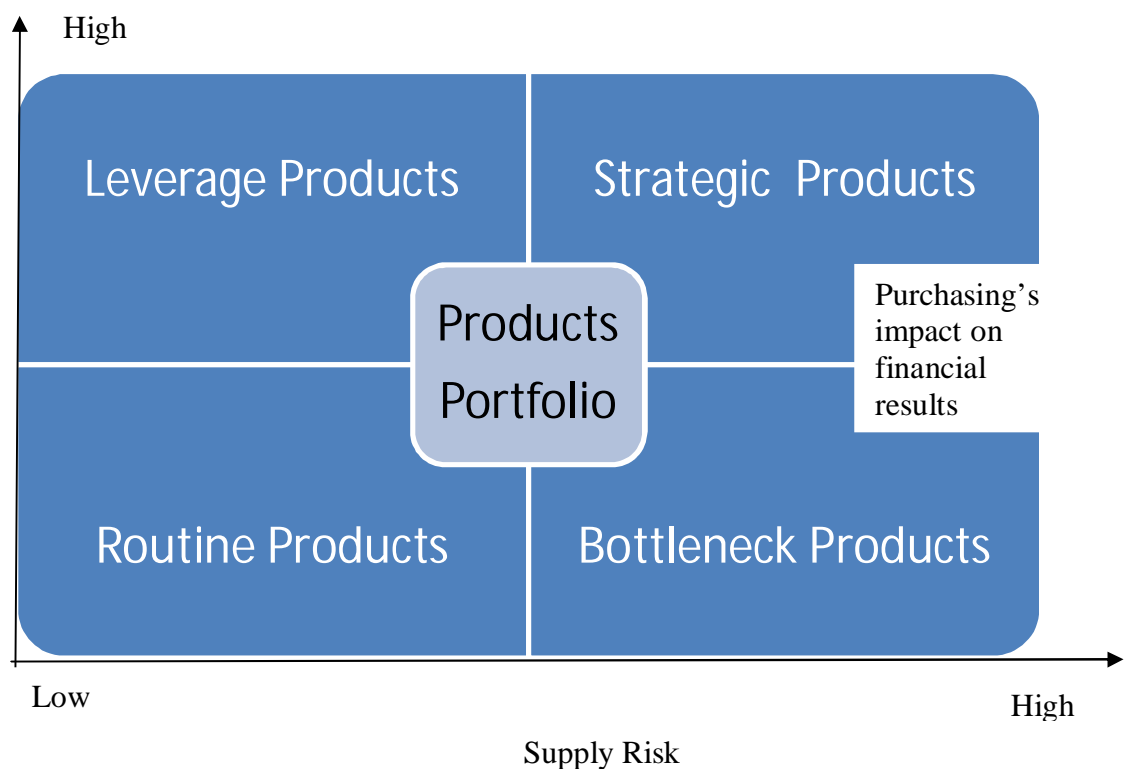 High
Leverage Products
Strategic Products
Products
Portfolio
Purchasing’s
impact on
financial
results
Routine Products
Bottleneck Products
Low
High
Supply Risk